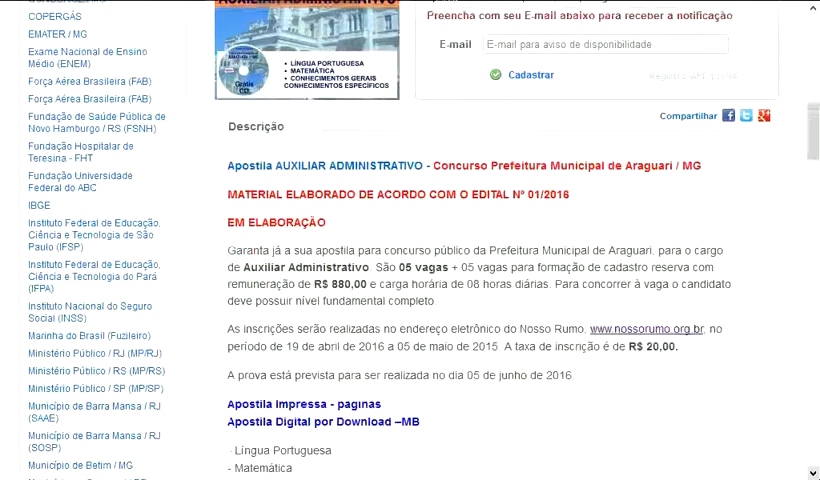 COPERGÁS
EMATER / MG
Exame Nacional de Ensino
Médio (ENEM)
Força Aérea Brasileira (FAB)
Força Aérea Brasileira (FAB)
Fundação de Saúde Pública de
Novo Hamburgo / RS (FSNH)
Fundação Hospitalar de
Teresina - FHT
Fundação Universidade
Federal do ABC
IBGE
Instituto Federal de Educação,
Ciência e Tecnologia de São
Paulo (IFSP)
Instituto Federal de Educação,
Ciência e Tecnologia do Pará
(IFPA)
Instituto Nacional do Seguro
Social (INSS)
Marinha do Brasil (Fuzileiro)
Ministério Público / RJ (MP/RJ)
Ministério Público / RS (MP/RS)
Ministério Público / SP (MP/SP)
Município de Barra Mansa / RJ
(SAAE)
Município de Barra Mansa / RJ
(SOSP)
Município de Betim / MG
AUXILIAR ADMINISTRATIVO
Grátis
CD
• LÍNGUA PORTUGUESA
• MATEMÁTICA
• CONHECIMENTOS GERAIS
CONHECIMENTOS ESPECÍFICOS
Preencha com seu E-mail abaixo para receber a notificação
E-mail E-mail para aviso de disponibilidade
Cadastrar
Compartilhar
Descrição
Apostila AUXILIAR ADMINISTRATIVO - Concurso Prefeitura Municipal de Araguari / MG
MATERIAL ELABORADO DE ACORDO COM O EDITAL Nº 01/2016
EM ELABORAÇÃO
Garanta já a sua apostila para concurso público da Prefeitura Municipal de Araguari, para o cargo
de Auxiliar Administrativo. São 05 vagas + 05 vagas para formação de cadastro reserva com
remuneração de R$ 880,00 e carga horária de 08 horas diárias. Para concorrer à vaga o candidato
deve possuir nível fundamental completo
As inscrições serão realizadas no endereço eletrônico do Nosso Rumo, www.nossorumo.org.br, no
período de 19 de abril de 2016 a 05 de maio de 2015. A taxa de inscrição é de R$ 20,00.
A prova está prevista para ser realizada no dia 05 de junho de 2016
Apostila Impressa - paginas
Apostila Digital por Download –MB
- Língua Portuguesa
- Matemática